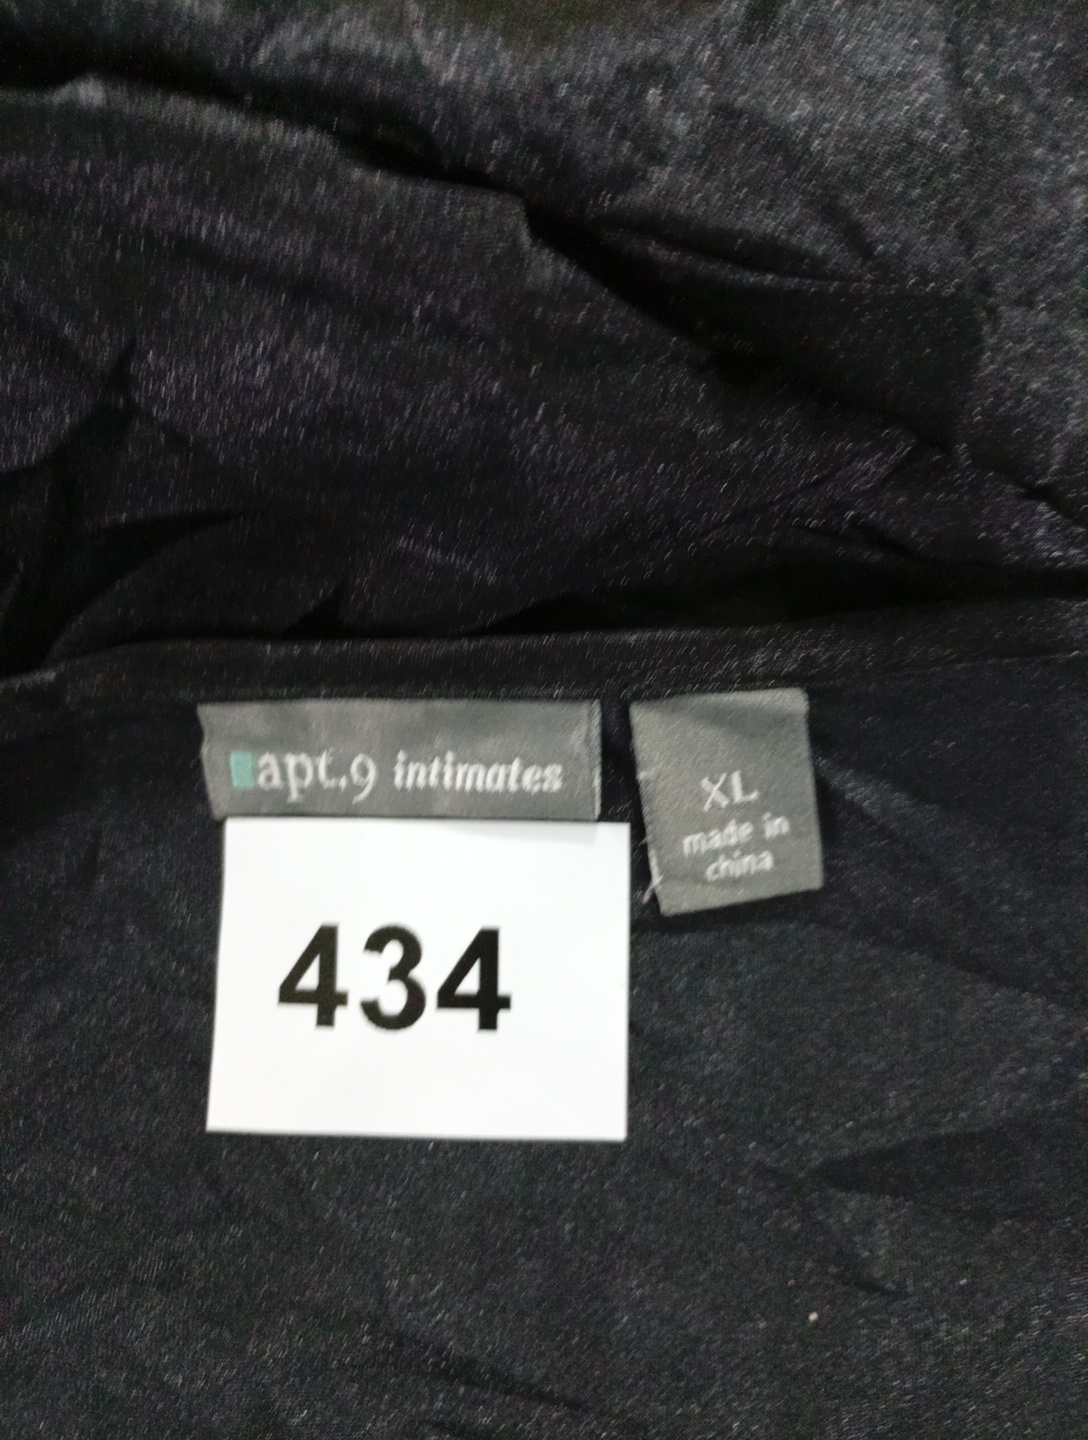 apt.9 intimates
XL
made in
china
434